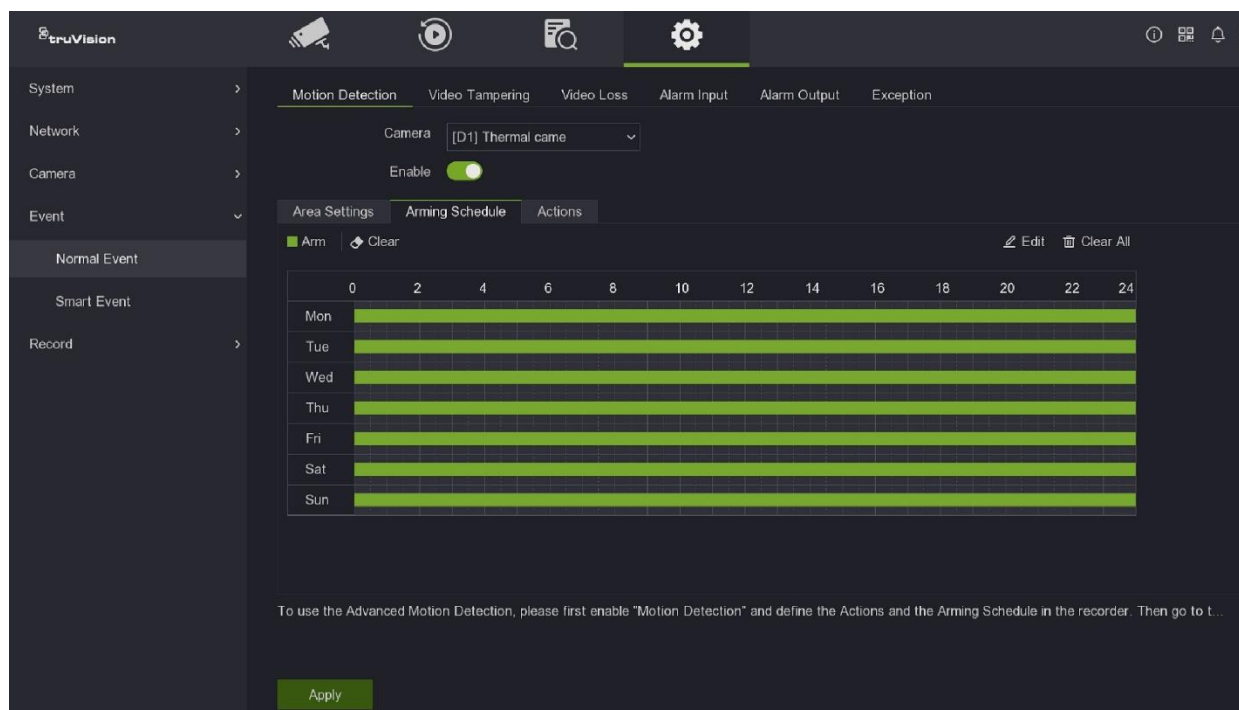 truVision
System
Network
Camera
Event
Normal Event
Smart Event
Record
Motion Detection Video Tampering Video Loss Alarm Input Alarm Output Exception
Camera [D1] Thermal came
Enable
Area Settings Arming Schedule Actions
Arm Clear Edit Clear All
0 2 4 6 8 10 12 14 16 18 20 22 24
Mon
Tue
Wed
Thu
Fri
Sat
Sun
To use the Advanced Motion Detection, please first enable "Motion Detection" and define the Actions and the Arming Schedule in the recorder. Then go to t...
Apply